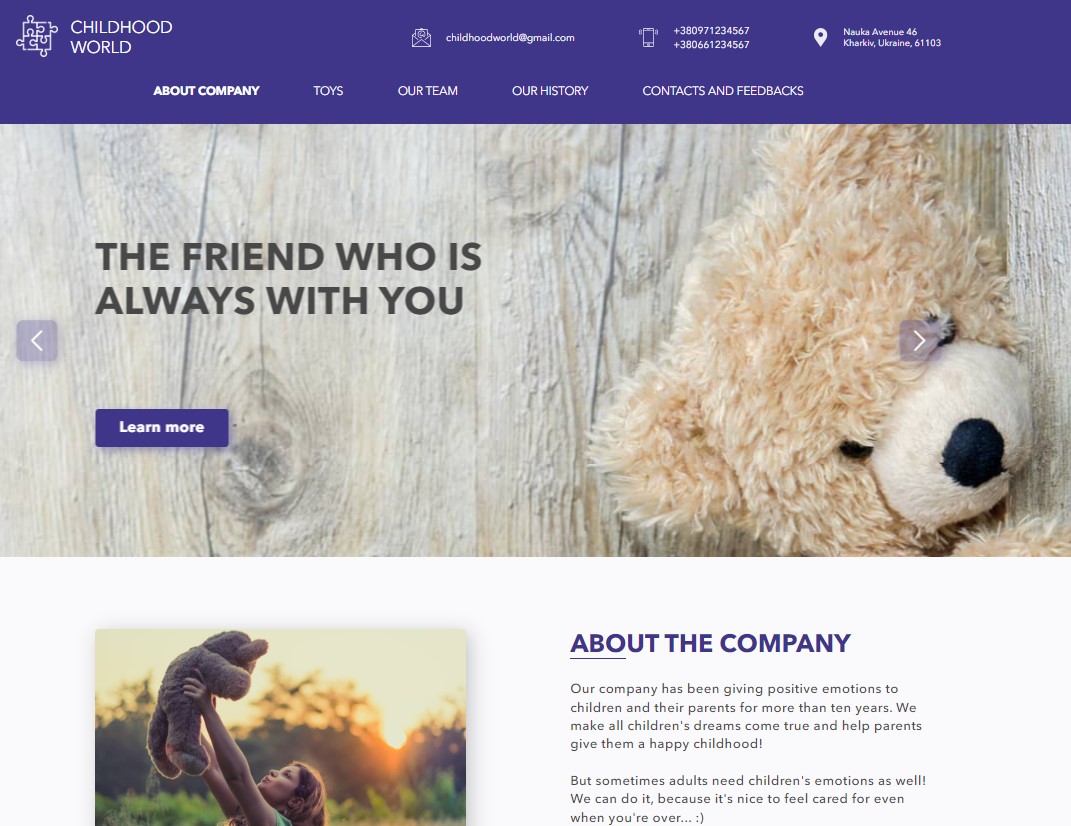 CHILDHOOD
WORLD
childhoodworld@gmail.com
+380971234567
+380661234567
Nauka Avenue 46
Kharkiv, Ukraine, 61103
ABOUT COMPANY
TOYS
OUR TEAM
OUR HISTORY
CONTACTS AND FEEDBACKS
THE FRIEND WHO IS
ALWAYS WITH YOU
Learn more
ABOUT THE COMPANY
Our company has been giving positive emotions to
children and their parents for more than ten years. We
make all children's dreams come true and help parents
give them a happy childhood!
But sometimes adults need children's emotions as well!
We can do it, because it's nice to feel cared for even
when you're over... :)